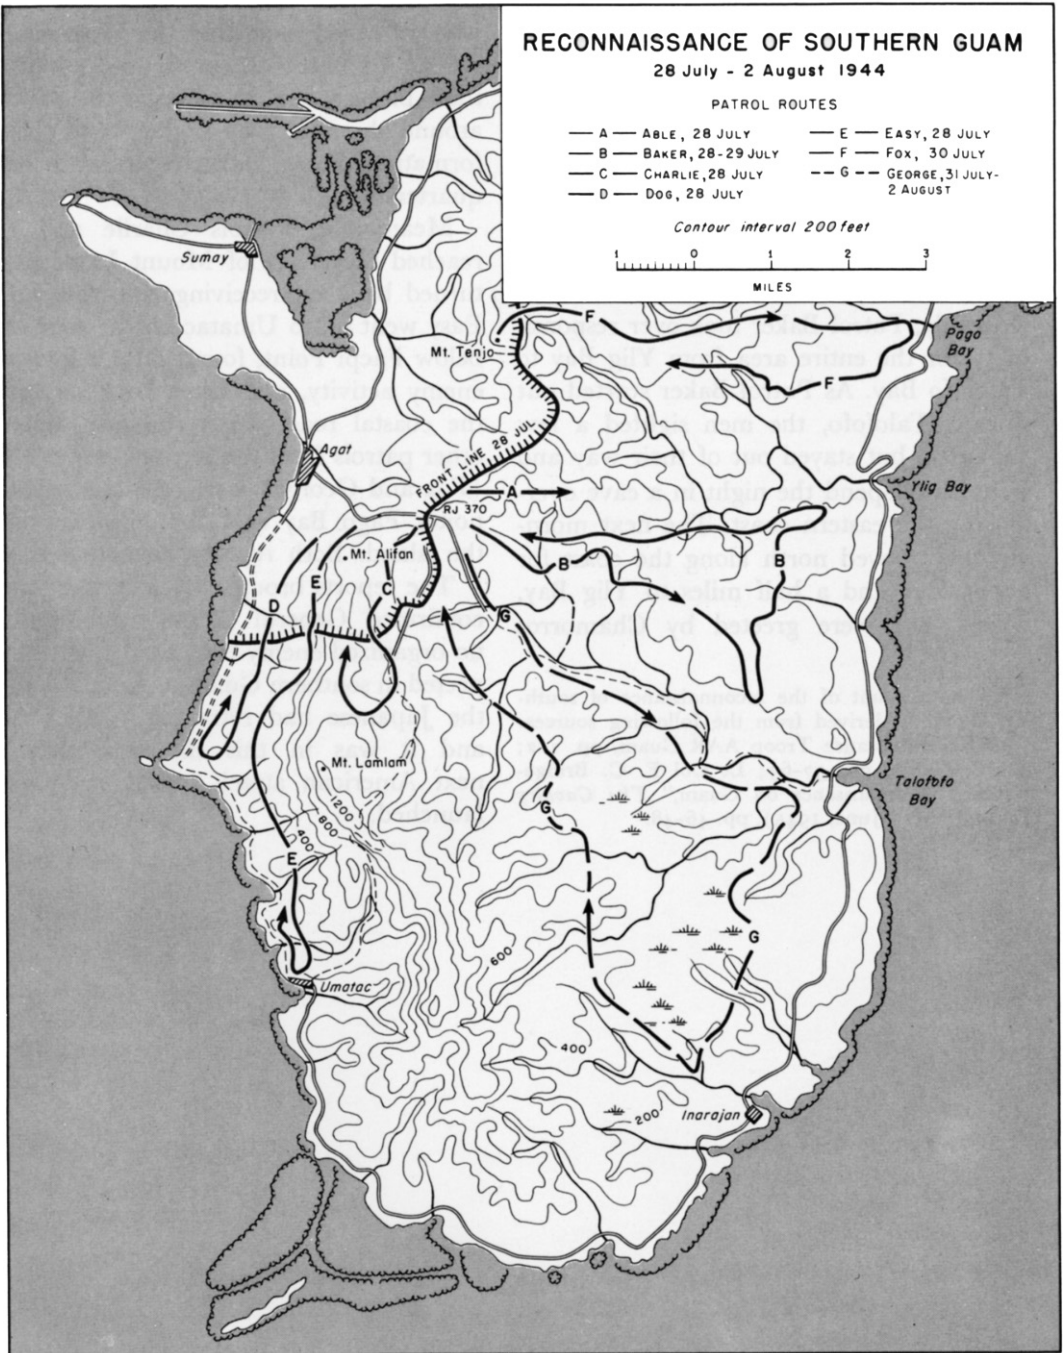 RECONNAISSANCE OF SOUTHERN GUAM
28 July - 2 August 1944
PATROL ROUTES
A ABLE, 28 JULY
B BAKER, 28-29 JULY
C CHARLIE, 28 JULY
D DOG, 28 JULY
E EASY, 28 JULY
F FOX, 30 JULY
G GEORGE, 31 JULY-
2 AUGUST
Contour interval 200 feet
1 0 1 2 3
MILES
Sumay
F
Pago
Bay
Mt. Tenjo
F
Agat
FRONT LINE 28 JUL
Ylig Bay
A
RJ 370
Mt. Alifan
B
B
E
C
D
G
Mt. Lamlam
Talofofo
Bay
1200
800
400
G
E
G
600
Umatac
400
200
Inarajan